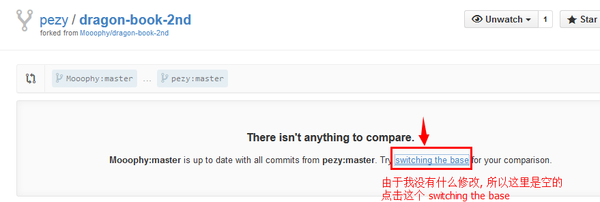 pezy / dragon-book-2nd
forked from Mooophy/dragon-book-2nd
Unwatch 1 Star
Mooophy:master ... pezy:master
There isn't anything to compare.
Mooophy:master is up to date with all commits from pezy:master. Try switching the base for your comparison.
由于我没有什么修改, 所以这里是空的
点击这个 switching the base